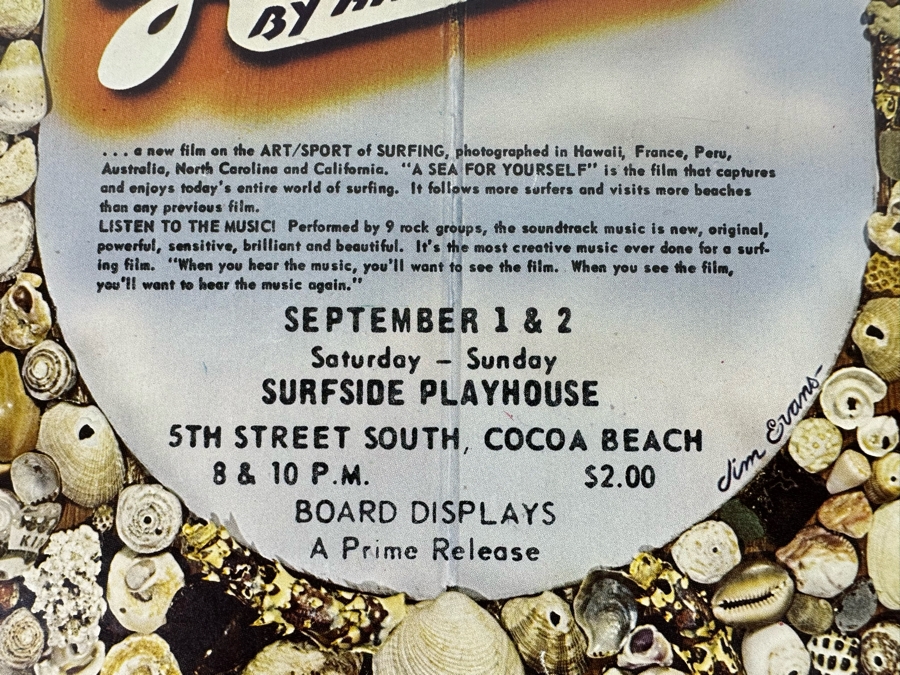 BY
... a new film on the ART/SPORT of SURFING, photographed in Hawaii, France, Peru,
Australia, North Carolina and California. "A SEA FOR YOURSELF" is the film that captures
and enjoys today's entire world of surfing. It follows more surfers and visits more beaches
than any previous film.
LISTEN TO THE MUSIC! Performed by 9 rock groups, the soundtrack music is new, original,
powerful, sensitive, brilliant and beautiful. It's the most creative music ever done for a surf-
ing film. "When you hear the music, you'll want to see the film. When you see the film,
you'll want to hear the music again."
SEPTEMBER 1 & 2
Saturday – Sunday
SURFSIDE PLAYHOUSE
5TH STREET SOUTH, COCOA BEACH
8 & 10 P.M. $2.00
BOARD DISPLAYS
A Prime Release
Jim Evans-